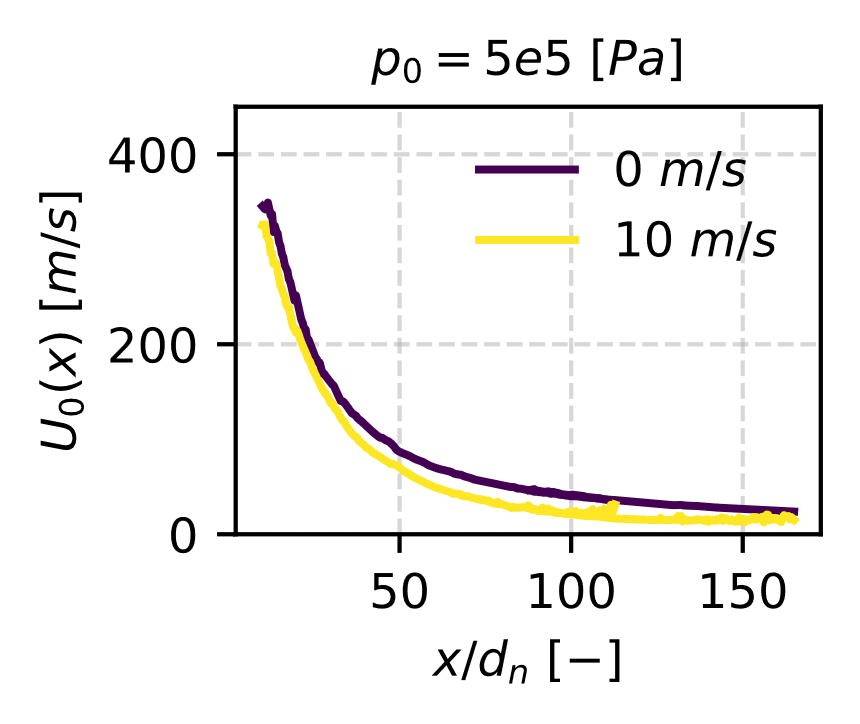 p₀ = 5e5 [Pa]
400
200
0
U₀(x) [m/s]
0 m/s
10 m/s
50 100 150
x/dₙ [−]